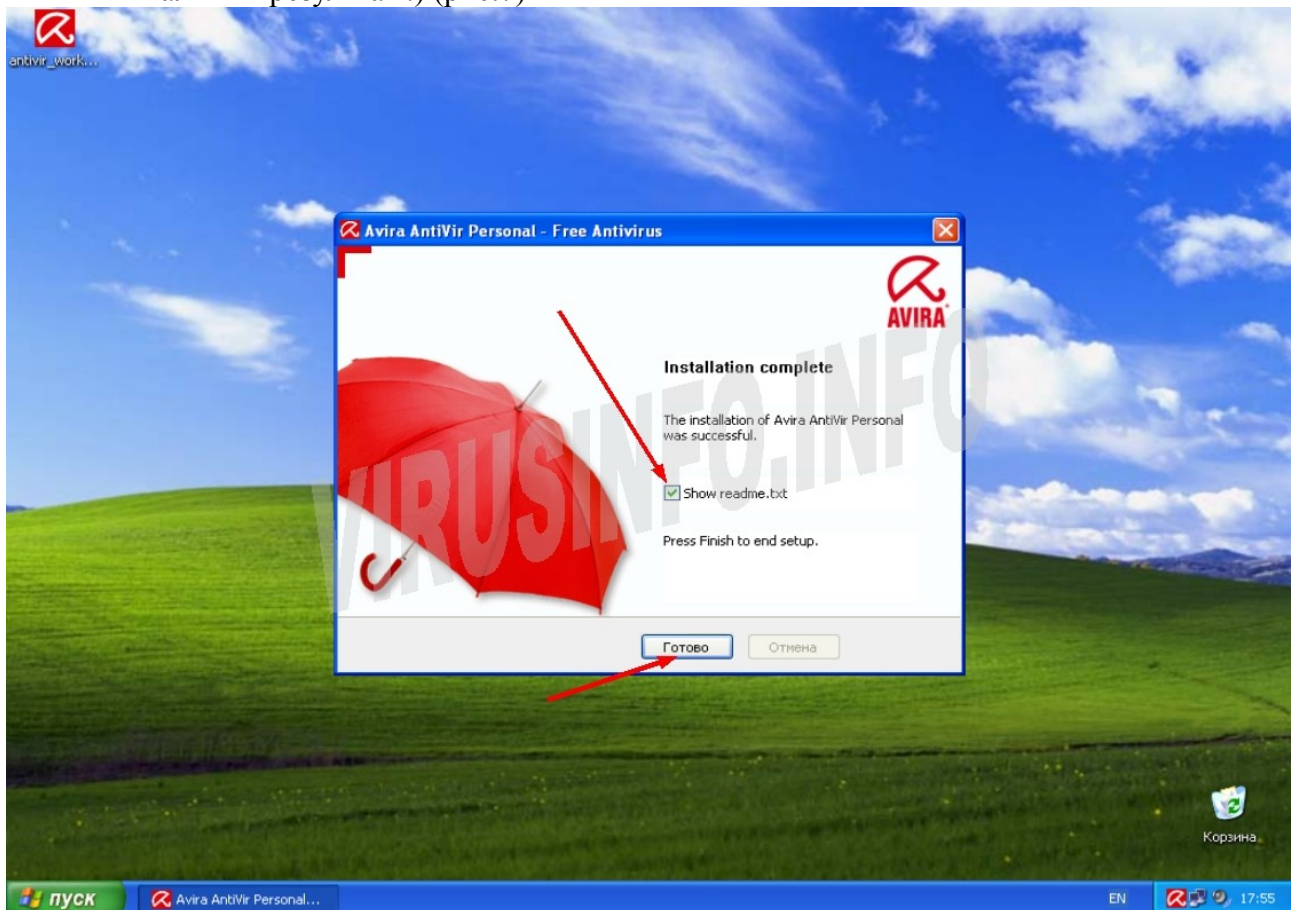 antivir_work...
Avira AntiVir Personal - Free Antivirus
AVIRA
Installation complete
The installation of Avira AntiVir Personal
was successful.
Show readme.txt
Press Finish to end setup.
VIRUSINFO.INFO
Готово
Отмена
Корзина
пуск
Avira AntiVir Personal...
EN
17:55